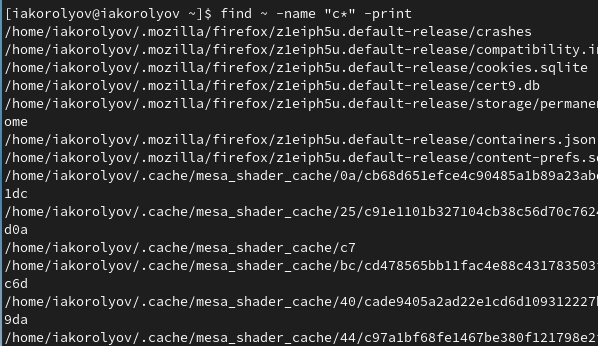 [iakorolyov@iakorolyov ~]$ find ~ -name "c*" -print
/home/iakorolyov/.mozilla/firefox/z1eiph5u.default-release/crashes
/home/iakorolyov/.mozilla/firefox/z1eiph5u.default-release/compatibility.in
/home/iakorolyov/.mozilla/firefox/z1eiph5u.default-release/cookies.sqlite
/home/iakorolyov/.mozilla/firefox/z1eiph5u.default-release/cert9.db
/home/iakorolyov/.mozilla/firefox/z1eiph5u.default-release/storage/permanen
ome
/home/iakorolyov/.mozilla/firefox/z1eiph5u.default-release/containers.json
/home/iakorolyov/.mozilla/firefox/z1eiph5u.default-release/content-prefs.sq
/home/iakorolyov/.cache/mesa_shader_cache/0a/cb68d651efce4c90485a1b89a23abc
1dc
/home/iakorolyov/.cache/mesa_shader_cache/25/c91e1101b327104cb38c56d70c7624
d0a
/home/iakorolyov/.cache/mesa_shader_cache/c7
/home/iakorolyov/.cache/mesa_shader_cache/bc/cd478565bb11fac4e88c431783503
c6d
/home/iakorolyov/.cache/mesa_shader_cache/40/cade9405a2ad22e1cd6d109312227
9da
/home/iakorolyov/.cache/mesa_shader_cache/44/c97a1bf68fe1467be380f121798e2